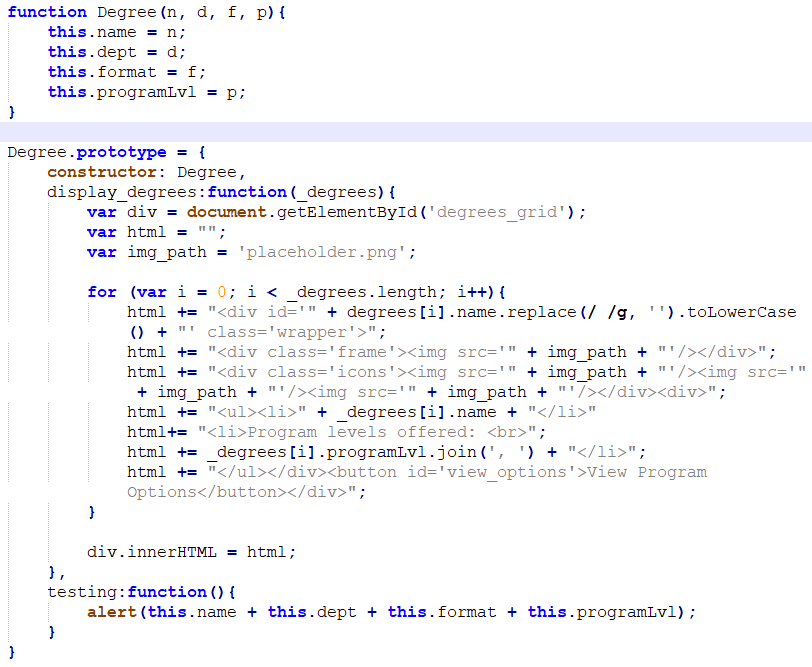 function Degree(n, d, f, p){
    this.name = n;
    this.dept = d;
    this.format = f;
    this.programLvl = p;
}
Degree.prototype = {
    constructor: Degree,
    display_degrees:function(_degrees){
        var div = document.getElementById('degrees_grid');
        var html = "";
        var img_path = 'placeholder.png';
        for (var i = 0; i < _degrees.length; i++){
            html += "<div id='" + degrees[i].name.replace(/ /g, '').toLowerCase
            () + "' class='wrapper'>";
            html += "<div class='frame'><img src='" + img_path + "'/></div>";
            html += "<div class='icons'><img src='" + img_path + "'/><img src='"
             + img_path + "'/><img src='" + img_path + "'/></div><div>";
            html += "<ul><li>" + _degrees[i].name + "</li>"
            html+= "<li>Program levels offered: <br>";
            html += _degrees[i].programLvl.join(', ') + "</li>";
            html += "</ul></div><button id='view_options'>View Program
            Options</button></div>";
        }
        div.innerHTML = html;
    },
    testing:function(){
        alert(this.name + this.dept + this.format + this.programLvl);
    }
}